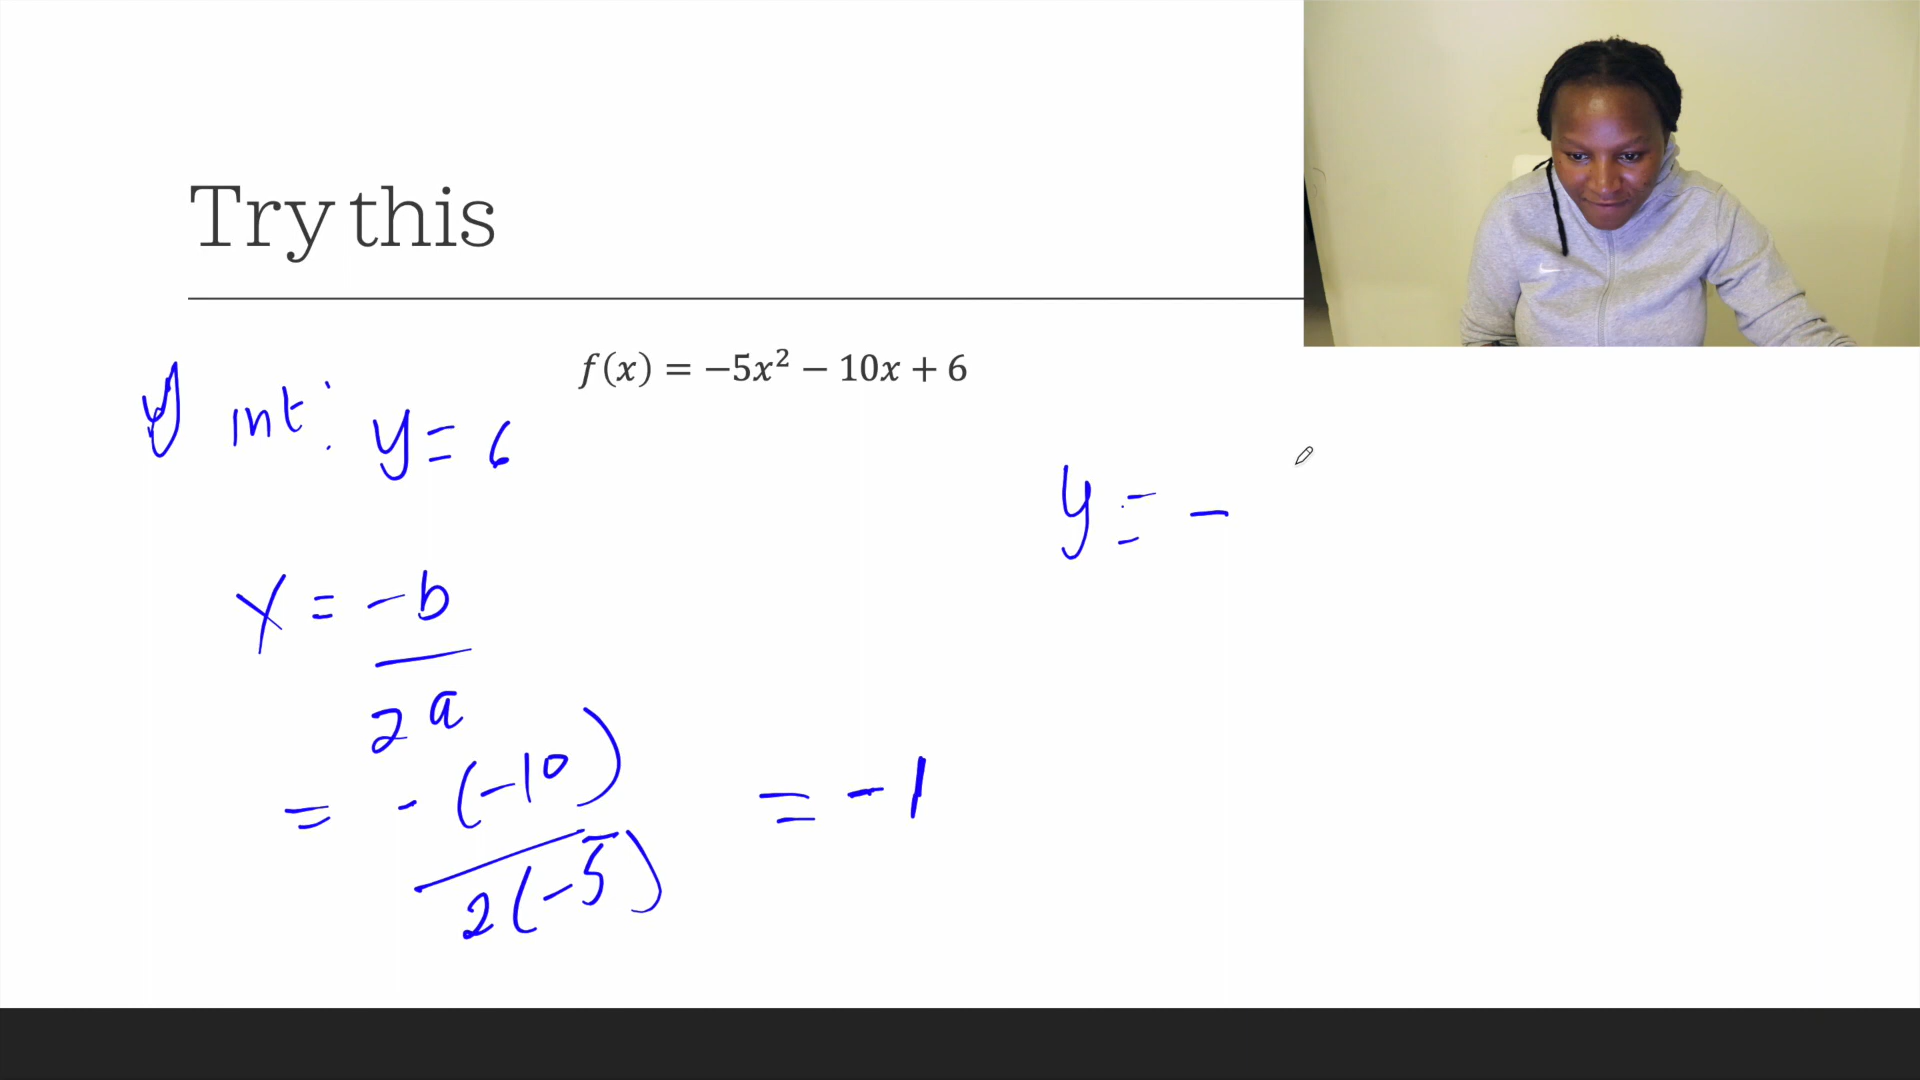 Try this
f(x) = −5x² − 10x + 6
y int: y = 6
y = -
x = -b
2a
= -(-10)
2(-5)
= -1